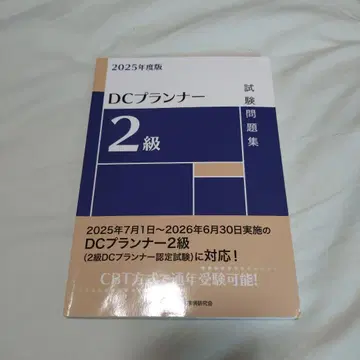 2025年度版
DCプランナー
2級
試験問題集
2025年7月1日~2026年6月30日実施の
DCプランナー2級
(2級DCプランナー認定試験)に対応!
CBT方式で通年受験可能!